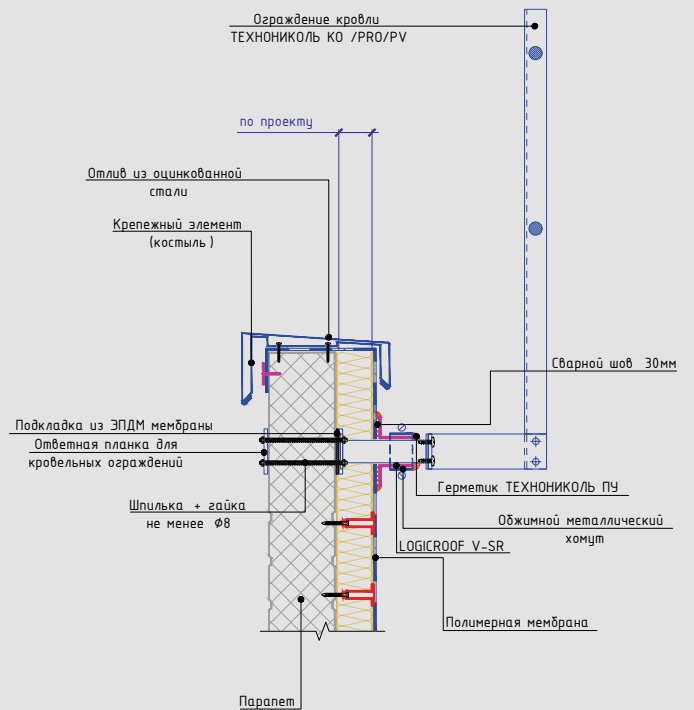 Ограждение кровли
ТЕХНОНИКОЛЬ КО /PRO/PV
по проекту
Отлив из оцинкованной
стали
Крепежный элемент
(костыль)
Сварной шов 30мм
Подкладка из ЭПДМ мембраны
Ответная планка для
кровельных ограждений
Герметик ТЕХНОНИКОЛЬ ПУ
Шпилька + гайка
не менее Ø8
Обжимной металлический
хомут
LOGICROOF V-SR
Полимерная мембрана
Парапет